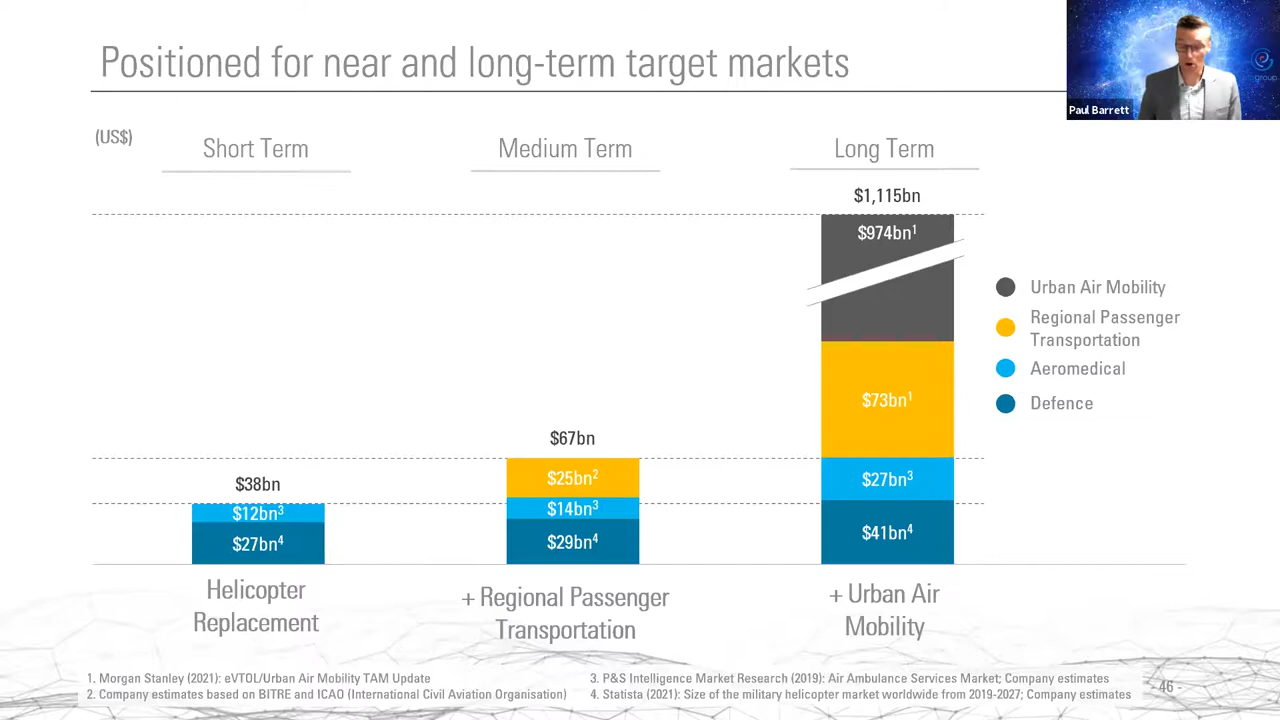 Positioned for near and long-term target markets
Paul Barrett
group
(US$)
Short Term
Medium Term
Long Term
$1,115bn
$974bn¹
Urban Air Mobility
Regional Passenger
Transportation
Aeromedical
Defence
$73bn¹
$67bn
$25bn²
$27bn³
$38bn
$12bn³
$14bn³
$27bn⁴
$29bn⁴
$41bn⁴
Helicopter
Replacement
+ Regional Passenger
Transportation
+ Urban Air
Mobility
1. Morgan Stanley (2021): eVTOL/Urban Air Mobility TAM Update
2. Company estimates based on BITRE and ICAO (International Civil Aviation Organisation)
3. P&S Intelligence Market Research (2019): Air Ambulance Services Market; Company estimates
4. Statista (2021): Size of the military helicopter market worldwide from 2019-2027; Company estimates
- 46 -